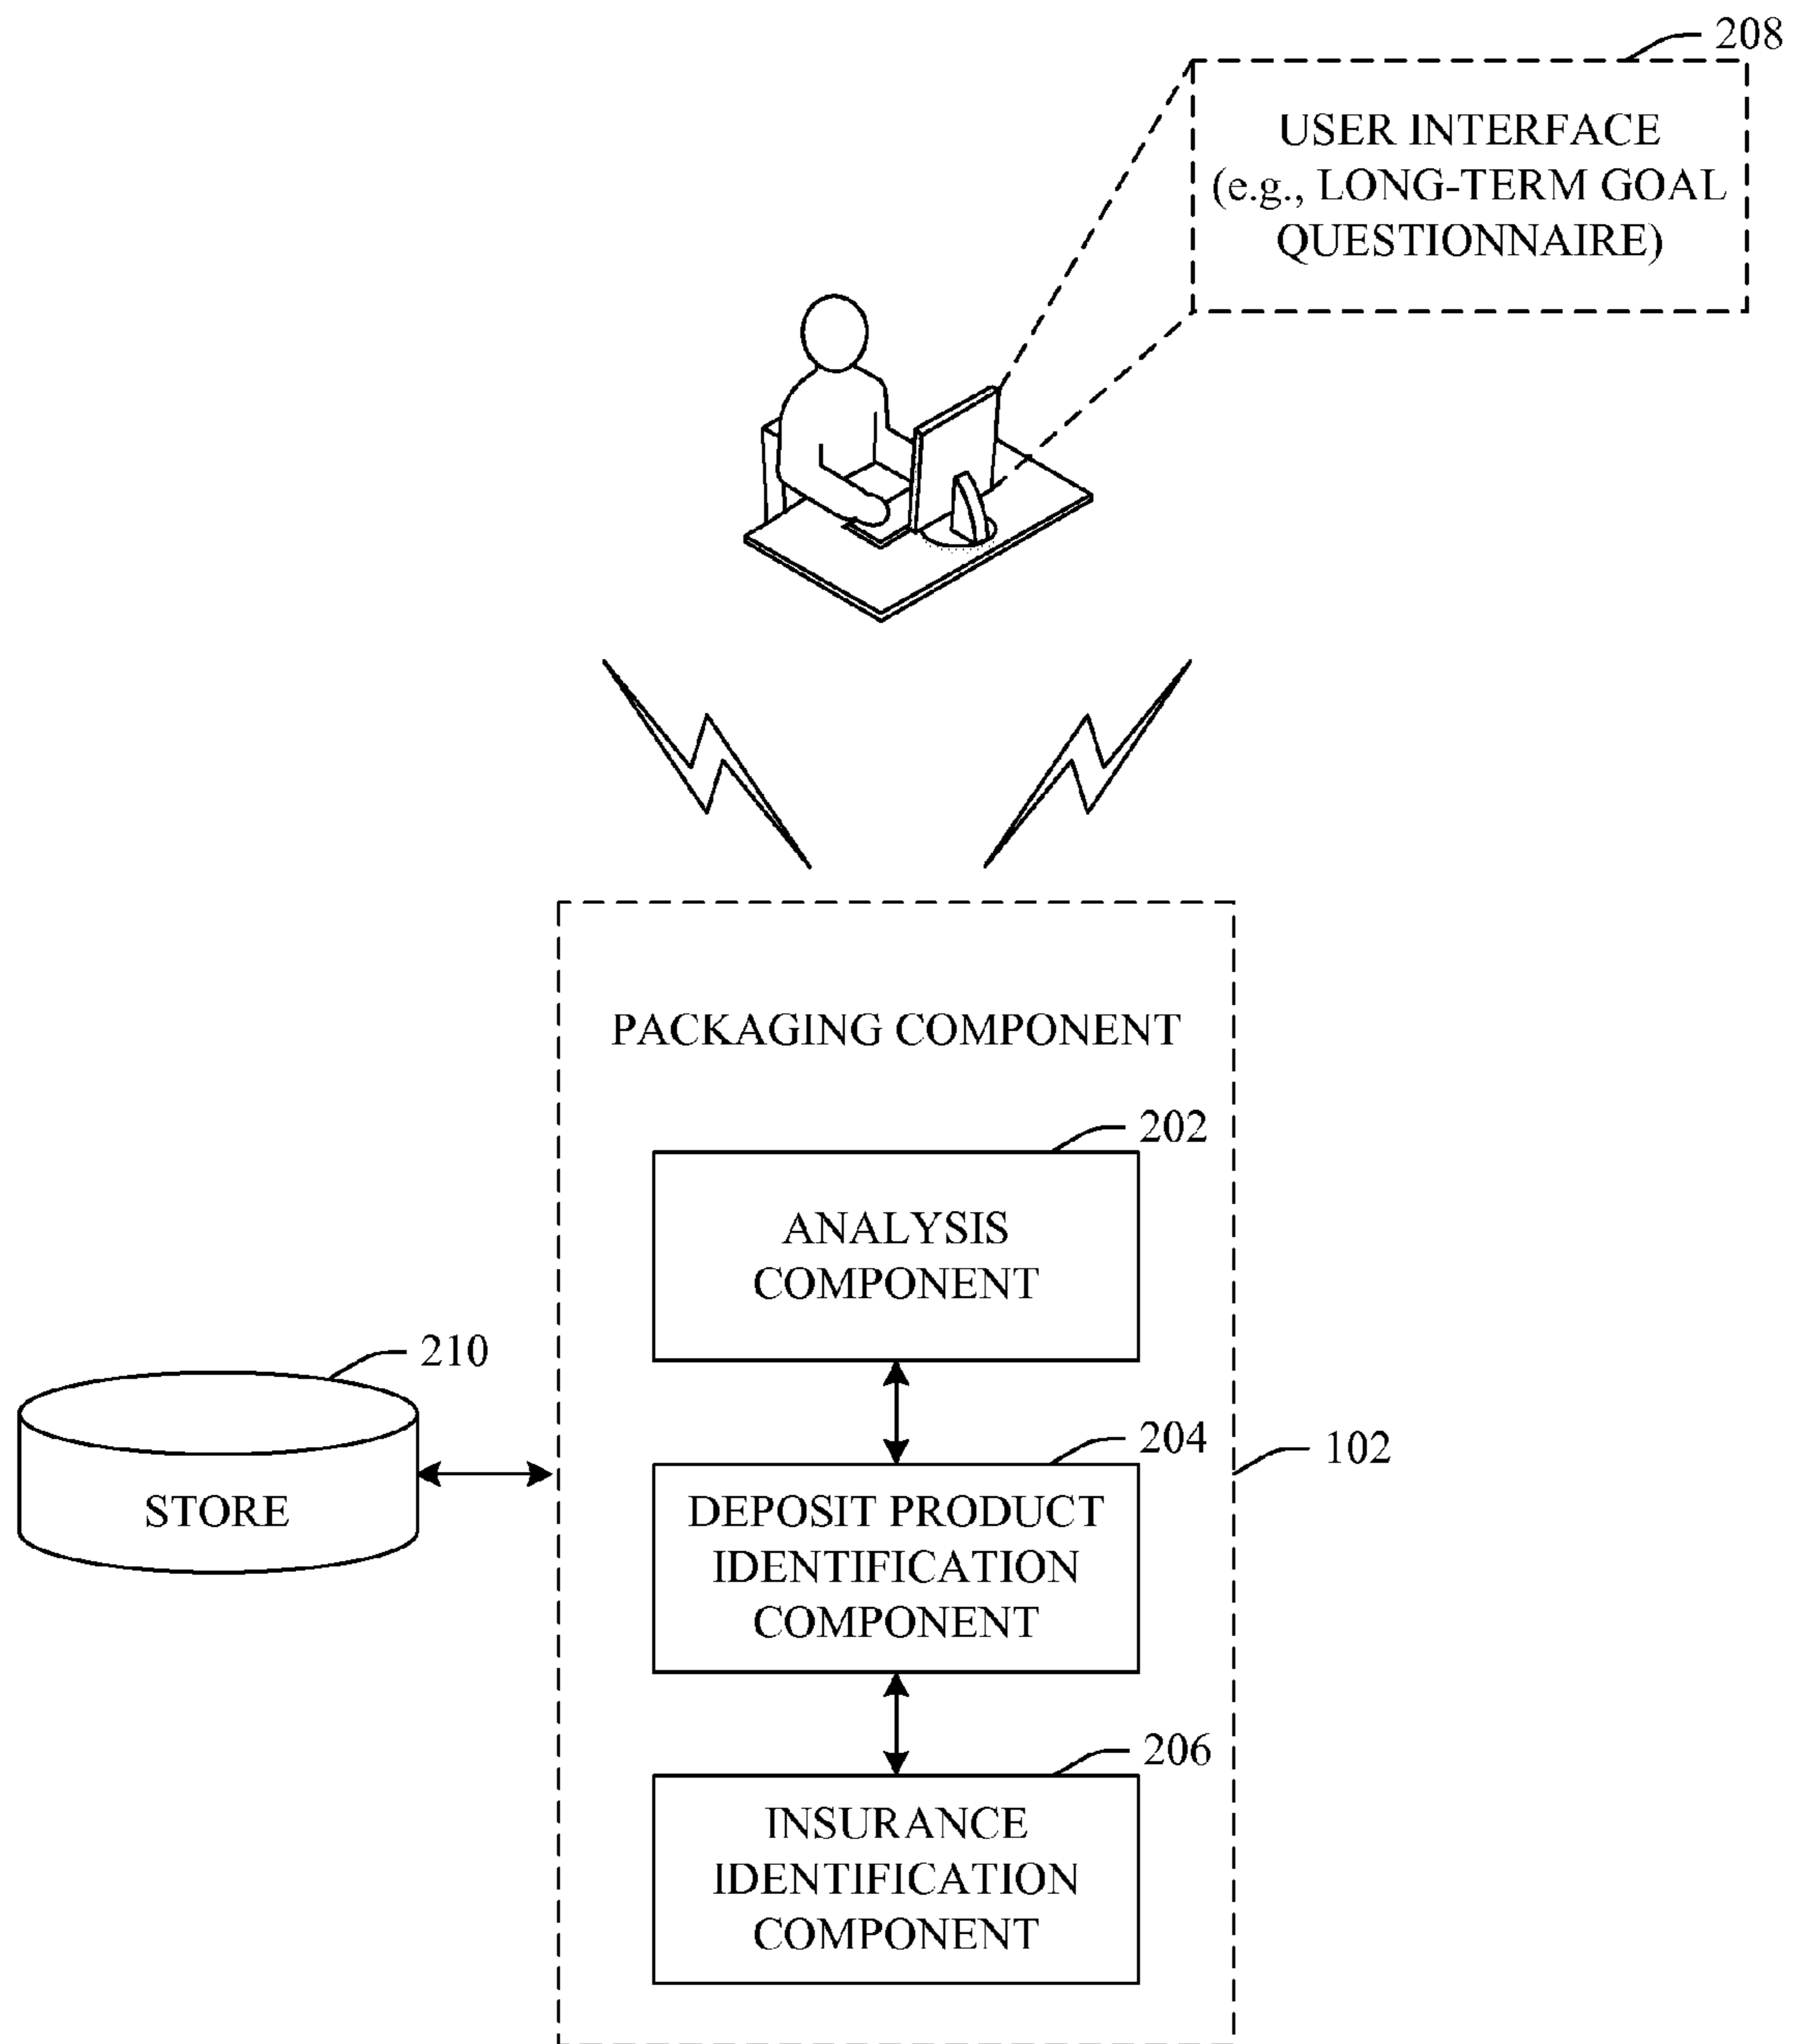 208
USER INTERFACE
(e.g., LONG-TERM GOAL
QUESTIONNAIRE)
PACKAGING COMPONENT
202
ANALYSIS
COMPONENT
210
STORE
204
102
DEPOSIT PRODUCT
IDENTIFICATION
COMPONENT
206
INSURANCE
IDENTIFICATION
COMPONENT